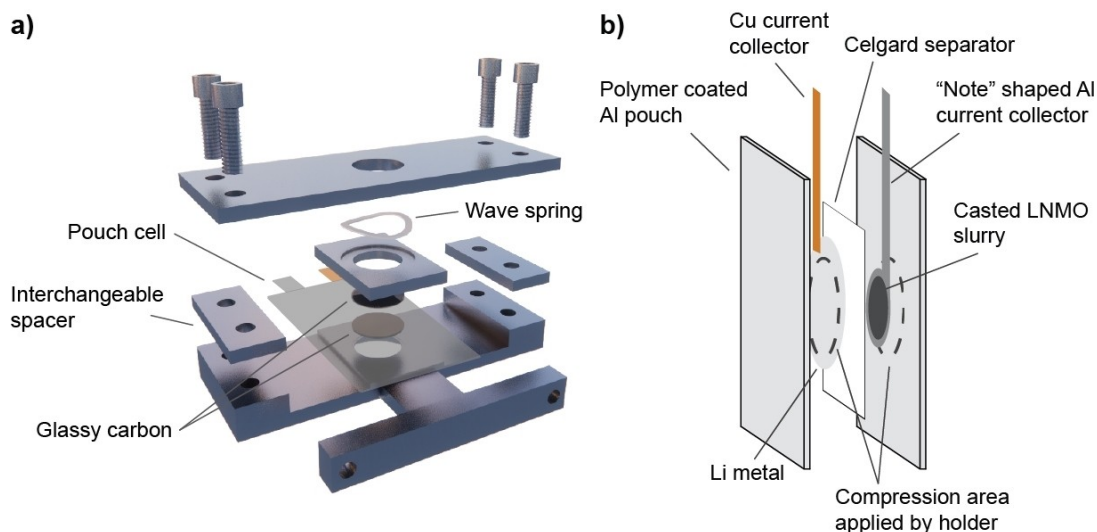 a)
Wave spring
Pouch cell
Interchangeable
spacer
Glassy carbon
b)
Cu current
collector
Celgard separator
Polymer coated
Al pouch
“Note” shaped Al
current collector
Casted LNMO
slurry
Li metal
Compression area
applied by holder